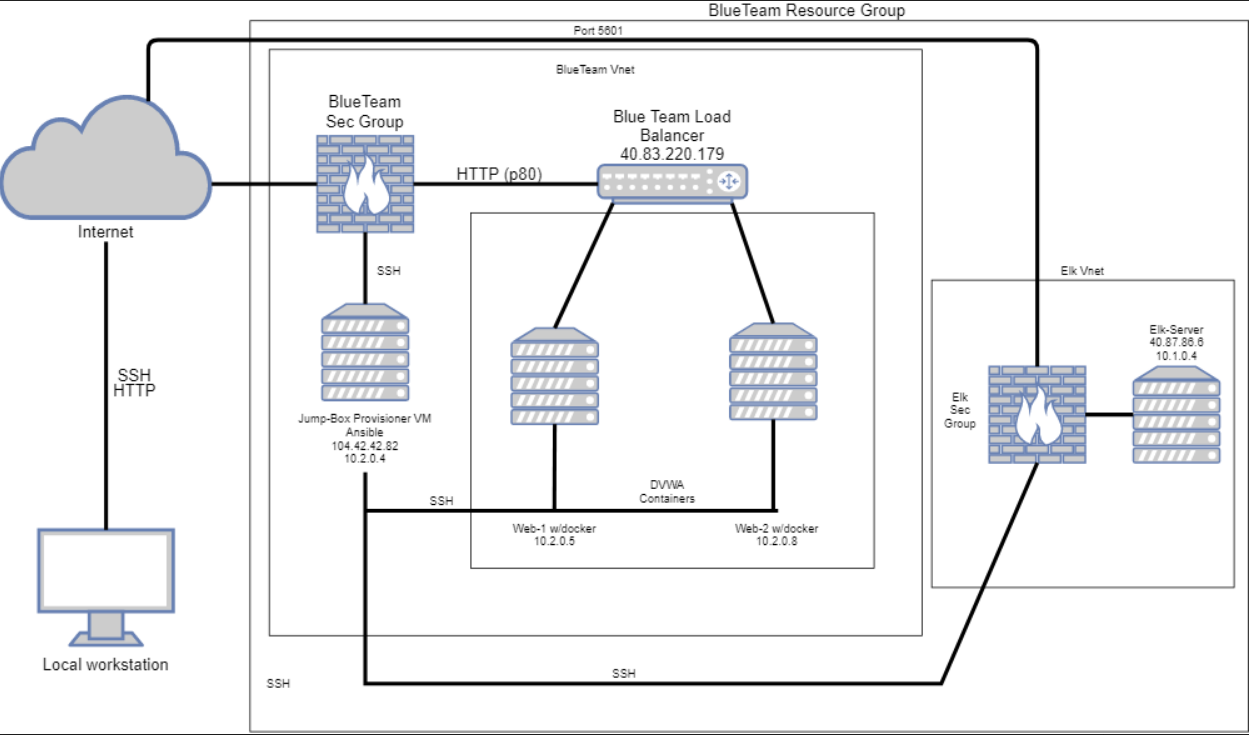 BlueTeam Resource Group
Port 5601
BlueTeam Vnet
BlueTeam
Sec Group
Blue Team Load
Balancer
40.83.220.179
HTTP (p80)
Internet
SSH
Elk Vnet
Elk-Server
40.87.86.6
10.1.0.4
SSH
HTTP
Elk
Sec
Group
Jump-Box Provisioner VM
Ansible
104.42.42.82
10.2.0.4
SSH
DVWA
Containers
Web-1 w/docker
10.2.0.5
Web-2 w/docker
10.2.0.8
Local workstation
SSH
SSH